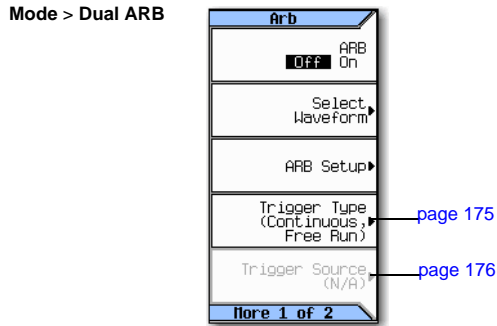 Mode > Dual ARB
Arb
ARB
Off On
Select
Waveform
ARB Setup
Trigger Type
(Continuous,
Free Run)
page 175
Trigger Source
(N/A)
page 176
More 1 of 2